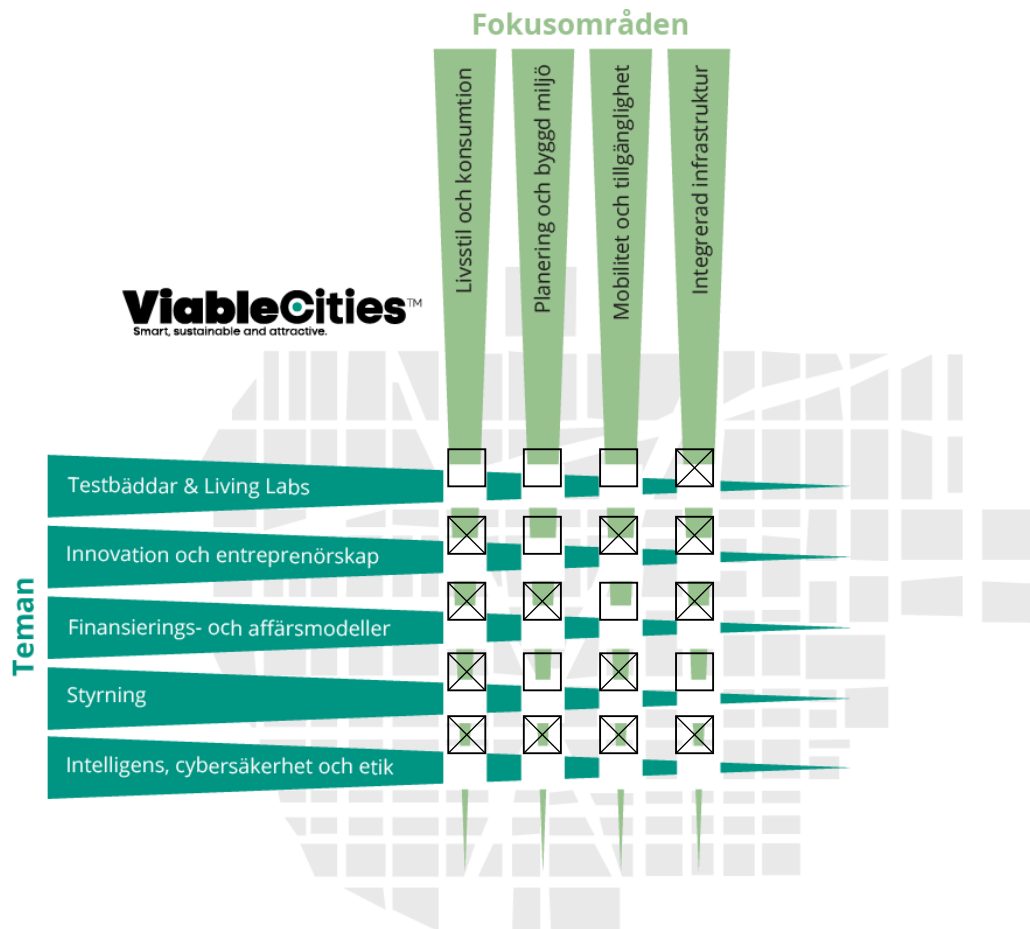 Fokusområden
Livsstil och konsumtion
Planering och byggd miljö
Mobilitet och tillgänglighet
Integrerad infrastruktur
ViableCities™
Smart, sustainable and attractive.
Teman
Testbäddar & Living Labs
Innovation och entreprenörskap
Finansierings- och affärsmodeller
Styrning
Intelligens, cybersäkerhet och etik